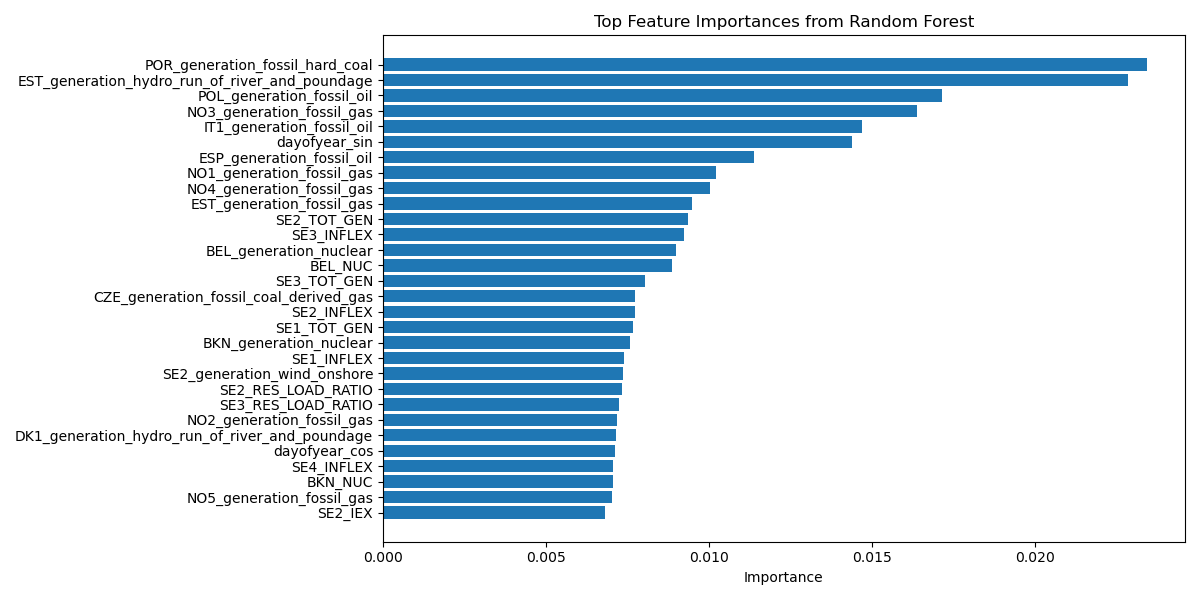 Top Feature Importances from Random Forest
POR_generation_fossil_hard_coal
EST_generation_hydro_run_of_river_and_poundage
POL_generation_fossil_oil
NO3_generation_fossil_gas
IT1_generation_fossil_oil
dayofyear_sin
ESP_generation_fossil_oil
NO1_generation_fossil_gas
NO4_generation_fossil_gas
EST_generation_fossil_gas
SE2_TOT_GEN
SE3_INFLEX
BEL_generation_nuclear
BEL_NUC
SE3_TOT_GEN
CZE_generation_fossil_coal_derived_gas
SE2_INFLEX
SE1_TOT_GEN
BKN_generation_nuclear
SE1_INFLEX
SE2_generation_wind_onshore
SE2_RES_LOAD_RATIO
SE3_RES_LOAD_RATIO
NO2_generation_fossil_gas
DK1_generation_hydro_run_of_river_and_poundage
dayofyear_cos
SE4_INFLEX
BKN_NUC
NO5_generation_fossil_gas
SE2_IEX
0.000 0.005 0.010 0.015 0.020
Importance